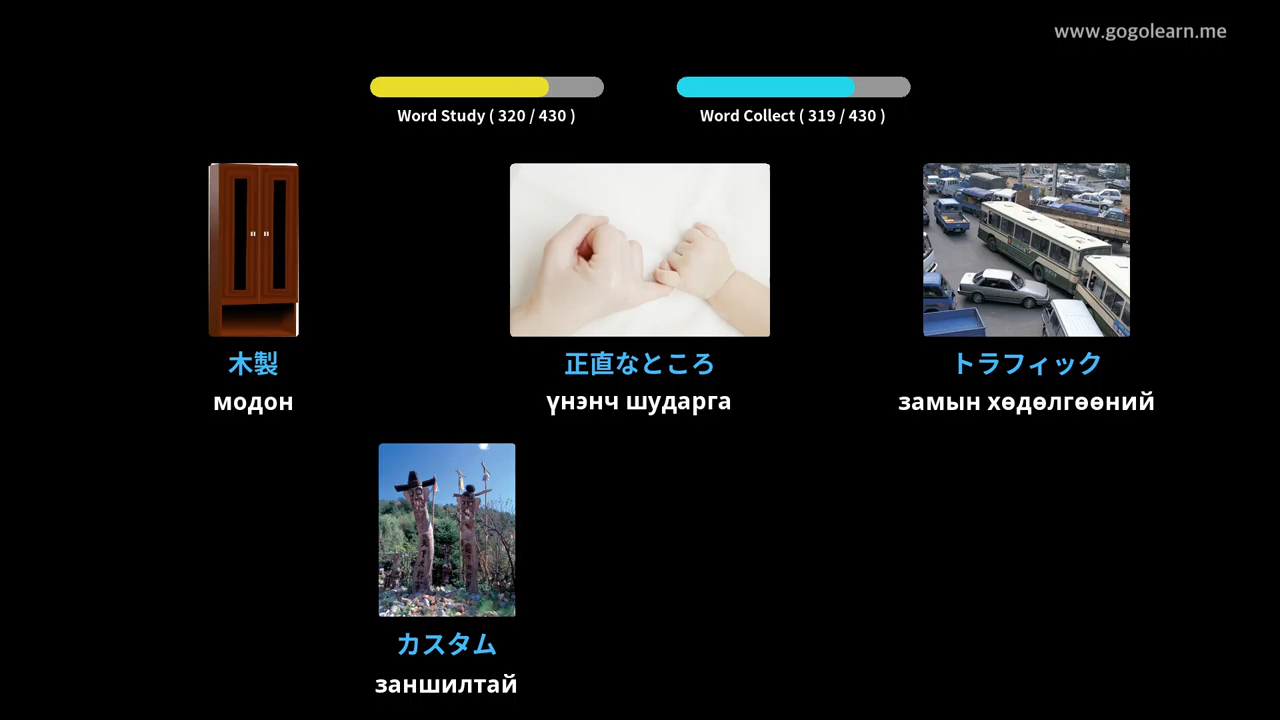 www.gogolearn.me
Word Study ( 320 / 430 )
Word Collect ( 319 / 430 )
木製
модон
正直なところ
үнэнч шударга
トラフィック
замын хөдөлгөөний
カスタム
заншилтай